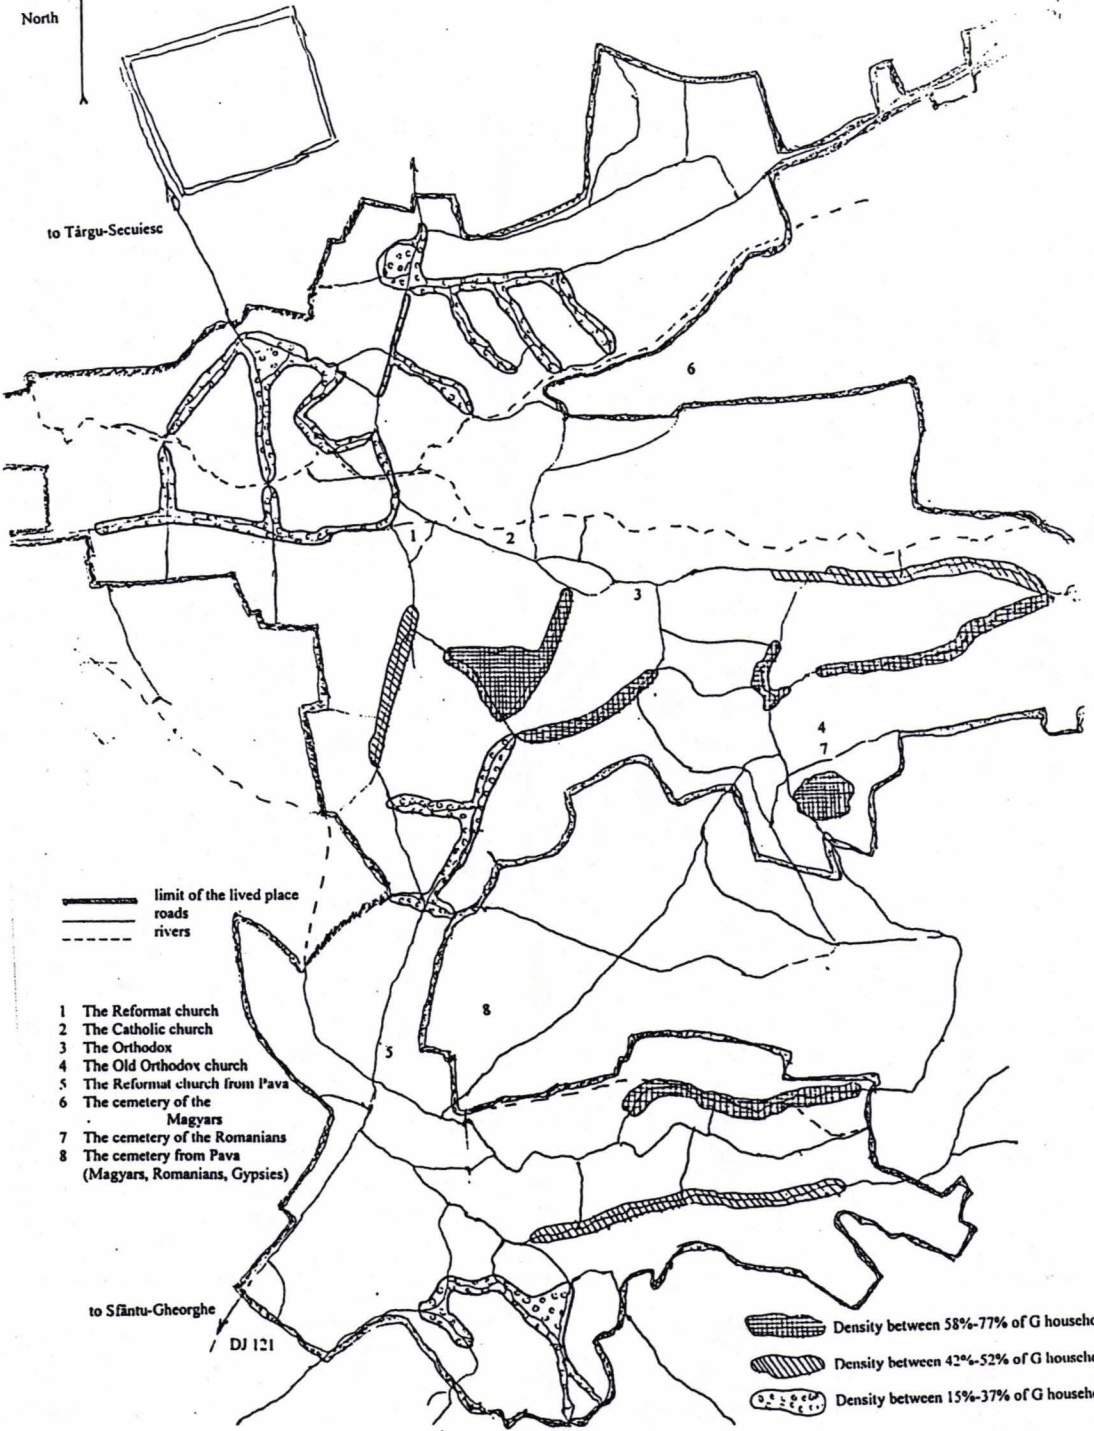 North
to Târgu-Secuiesc
6
1
2
3
4
7
limit of the lived place
roads
rivers
8
5
1 The Reformat church
2 The Catholic church
3 The Orthodox
4 The Old Orthodox church
5 The Reformat church from Pava
6 The cemetery of the
Magyars
7 The cemetery of the Romanians
8 The cemetery from Pava
(Magyars, Romanians, Gypsies)
to Sfântu-Gheorghe
DJ 121
Density between 58%-77% of G househo
Density between 42%-52% of G househo
Density between 15%-37% of G househo